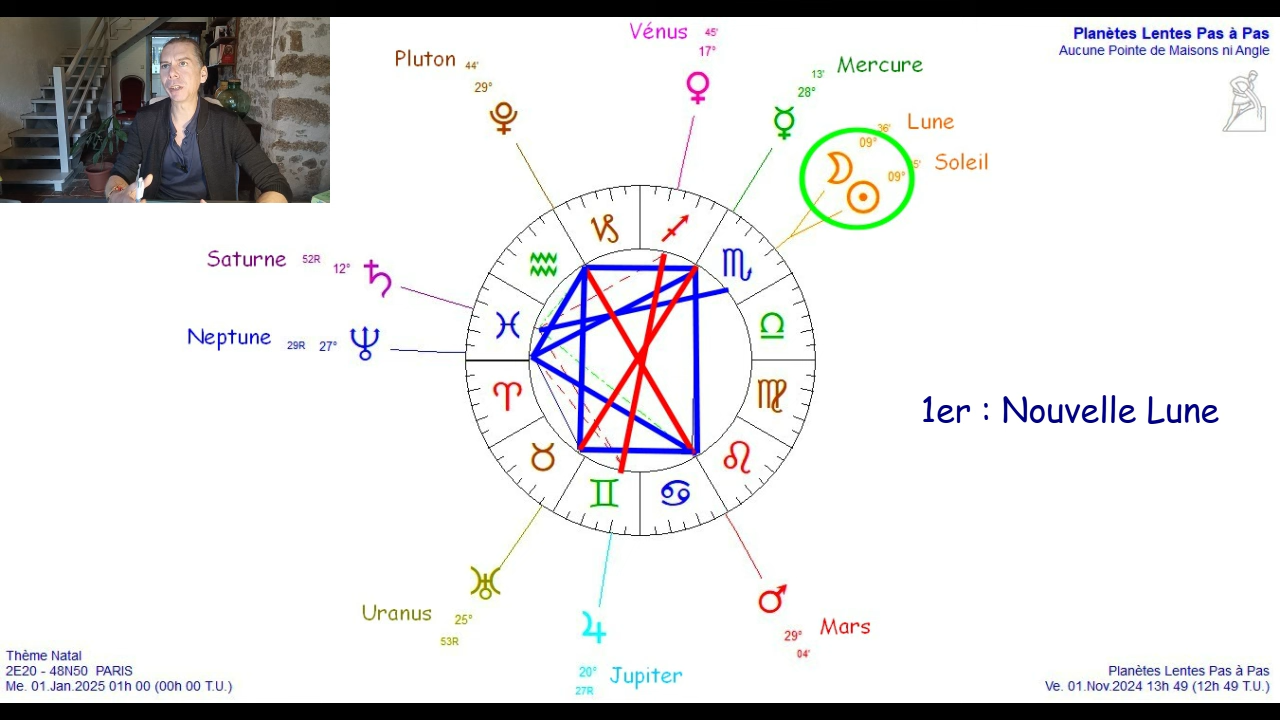 Vénus 45'
17°
Planètes Lentes Pas à Pas
Aucune Pointe de Maisons ni Angle
Pluton 44'
29°
13' Mercure
28°
36' Lune
09°
5' Soleil
09°
Saturne 52R 12°
Neptune 29R 27°
1er : Nouvelle Lune
Uranus 25°
53R
29° Mars
04'
20° Jupiter
27R
Thème Natal
2E20 - 48N50 PARIS
Me. 01.Jan.2025 01h 00 (00h 00 T.U.)
Planètes Lentes Pas à Pas
Ve. 01.Nov.2024 13h 49 (12h 49 T.U.)